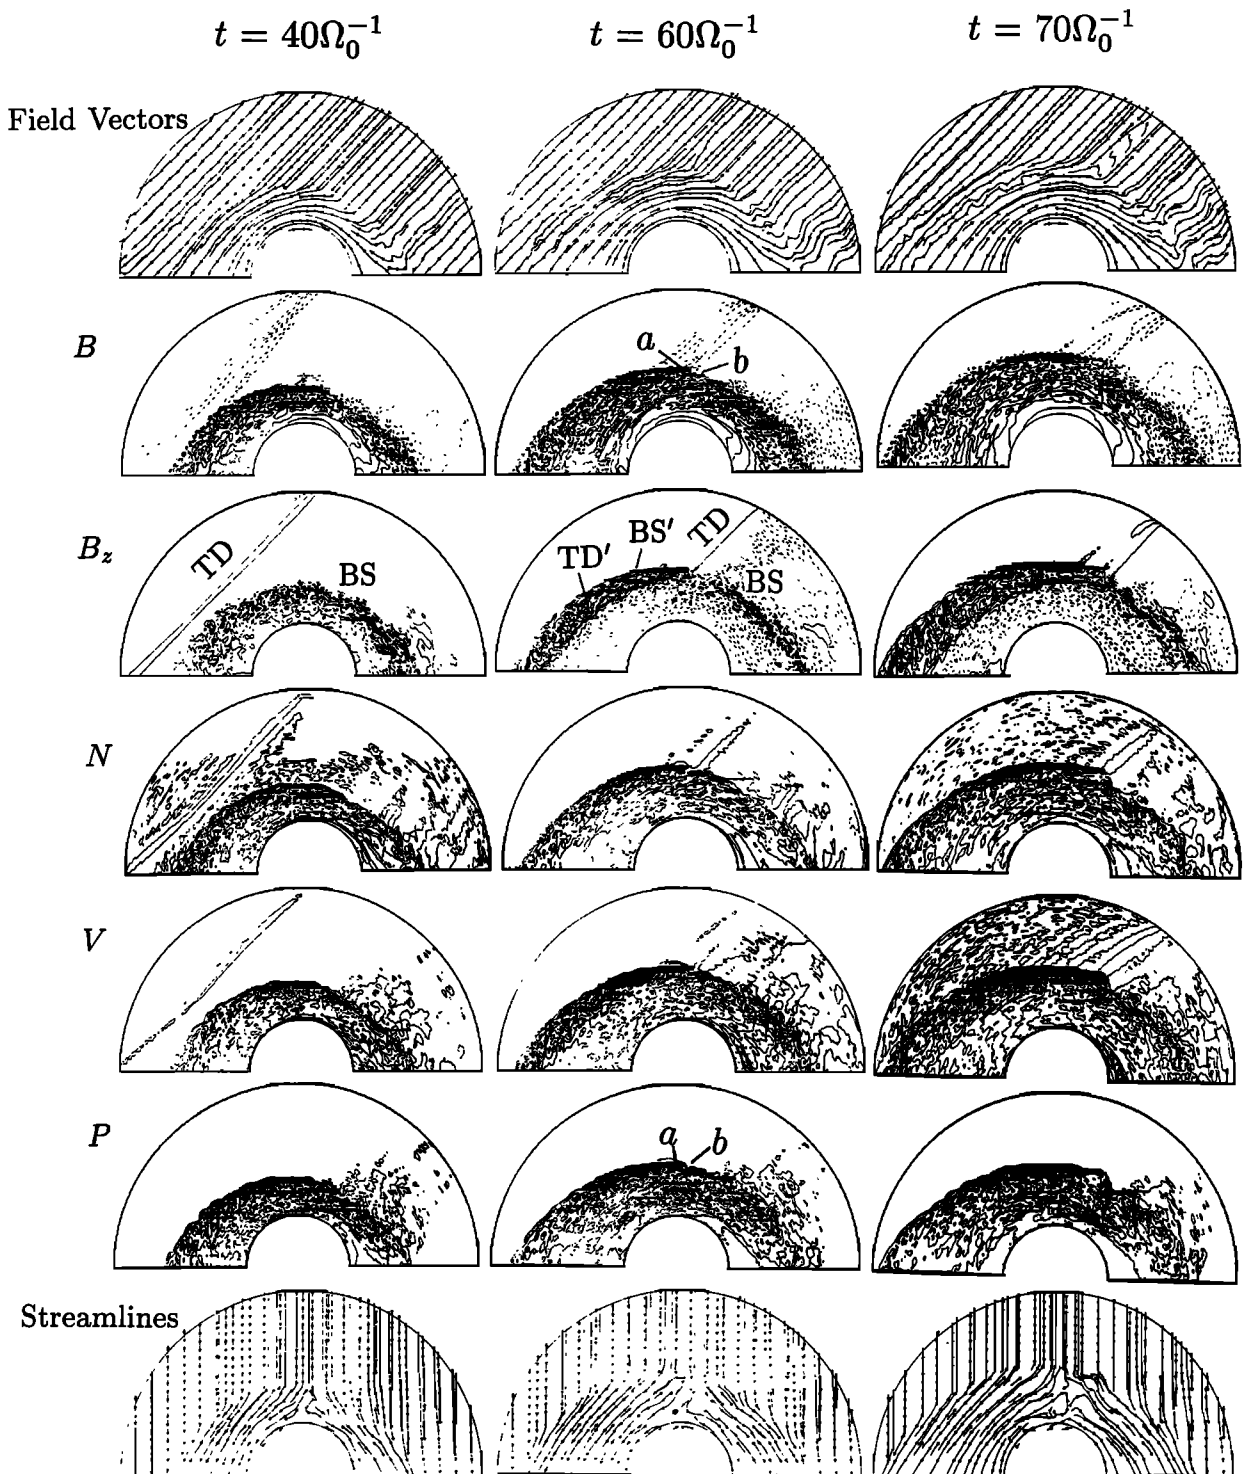 t = 40Ω₀⁻¹ t = 60Ω₀⁻¹ t = 70Ω₀⁻¹
Field Vectors
B
a
b
B_z
TD
BS
TD′
BS′
TD
BS
N
V
P
a
b
Streamlines